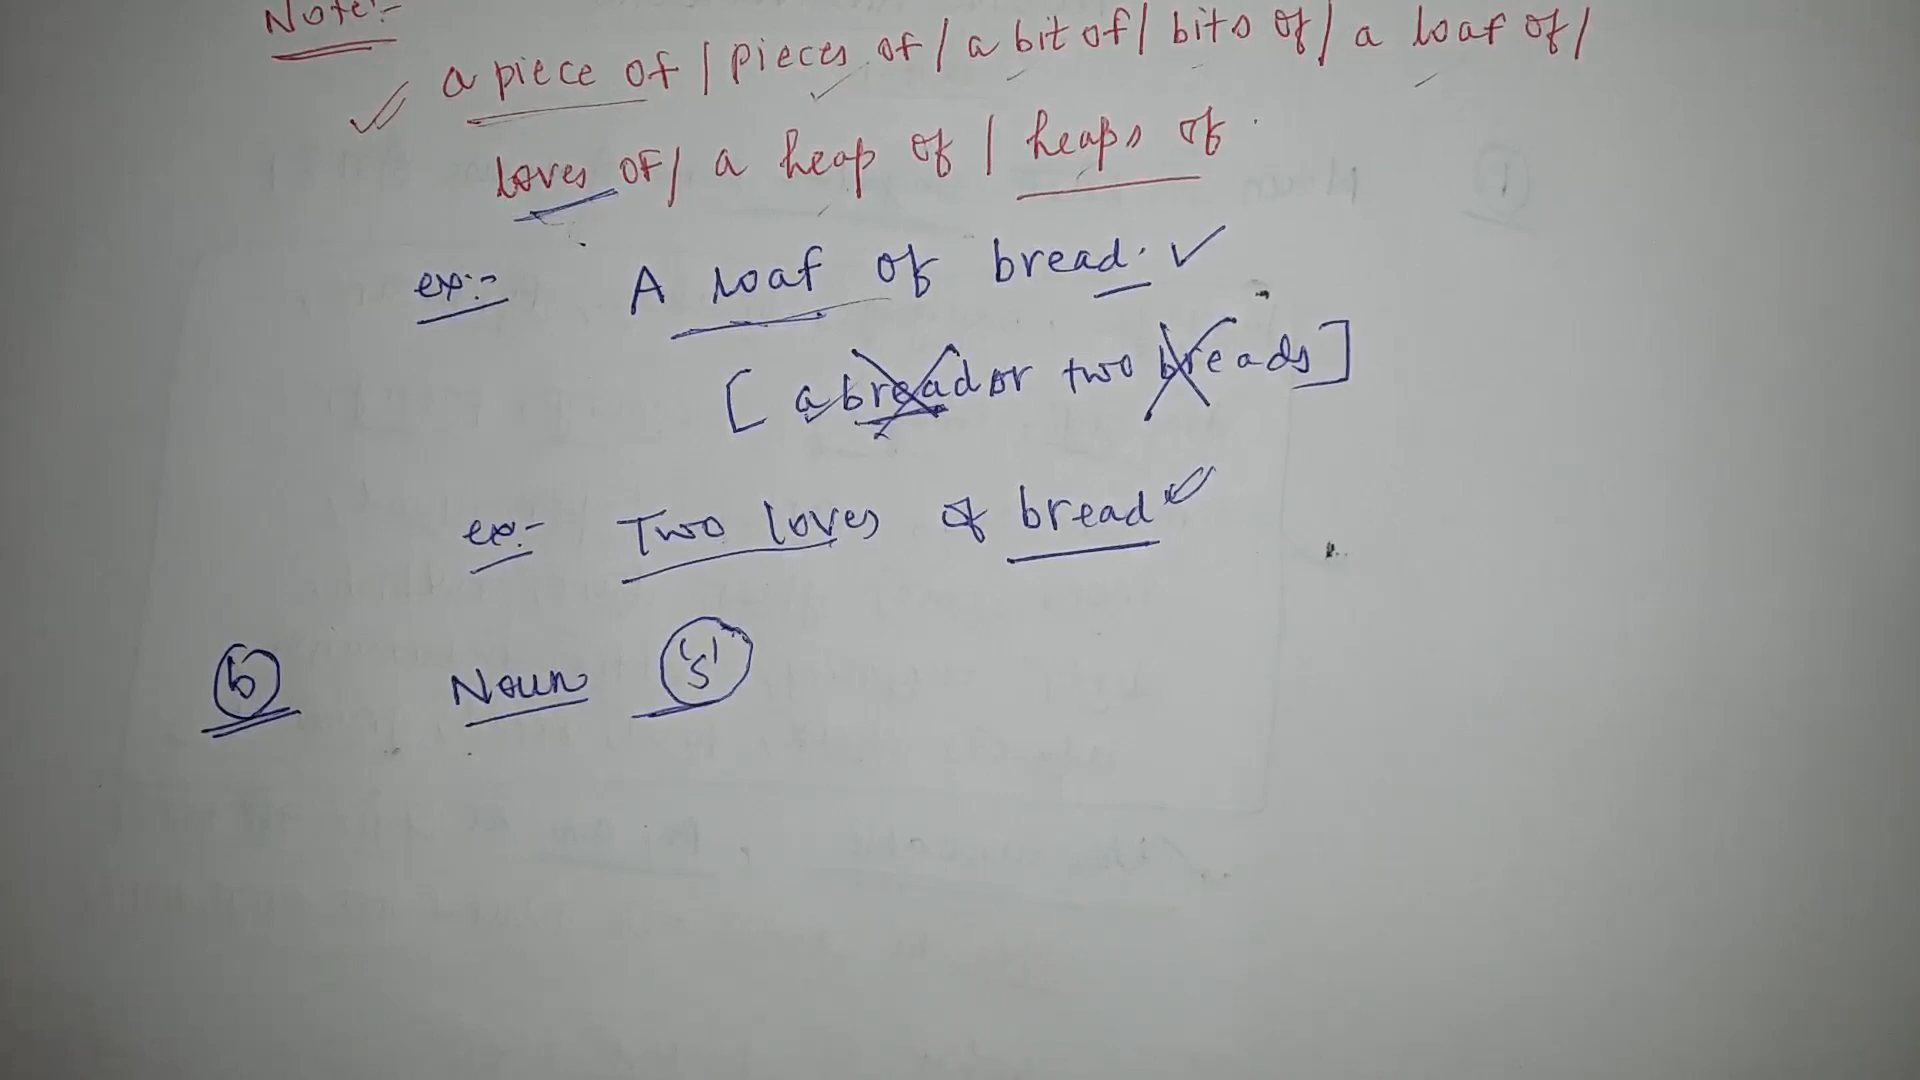 Note:-
a piece of / pieces of / a bit of / bits of / a loaf of /
loves of / a heap of / heaps of
ex:- A loaf of bread.
[ a bread or two breads ]
ex:- Two loves of bread
5 Noun 's'